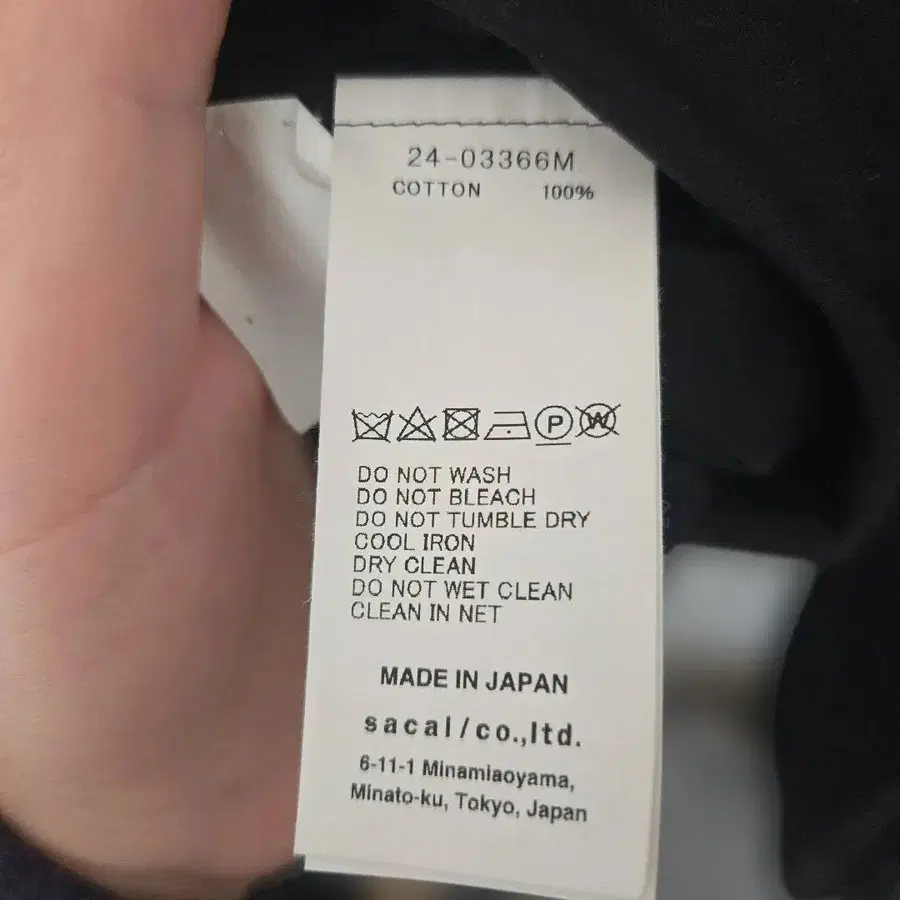 24-03366M
COTTON 100%
P W
DO NOT WASH
DO NOT BLEACH
DO NOT TUMBLE DRY
COOL IRON
DRY CLEAN
DO NOT WET CLEAN
CLEAN IN NET
MADE IN JAPAN
sacal/co.,ltd.
6-11-1 Minamiaoyama,
Minato-ku, Tokyo, Japan